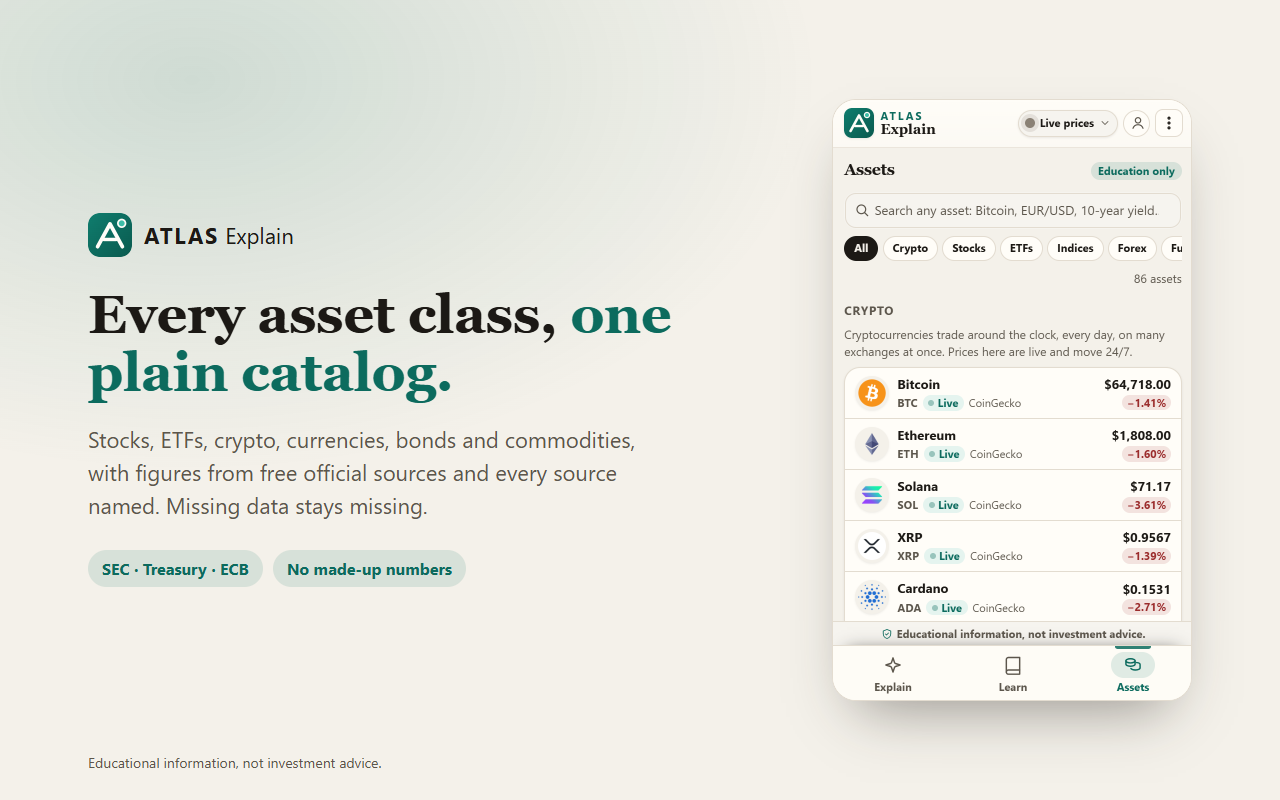 ATLAS Explain
Every asset class, one
plain catalog.
Stocks, ETFs, crypto, currencies, bonds and commodities,
with figures from free official sources and every source
named. Missing data stays missing.
SEC · Treasury · ECB
No made-up numbers
Educational information, not investment advice.
ATLAS
Explain
Live prices
Assets
Education only
Search any asset: Bitcoin, EUR/USD, 10-year yield.
All
Crypto
Stocks
ETFs
Indices
Forex
Fu
86 assets
CRYPTO
Cryptocurrencies trade around the clock, every day, on many
exchanges at once. Prices here are live and move 24/7.
Bitcoin $64,718.00
BTC Live CoinGecko −1.41%
Ethereum $1,808.00
ETH Live CoinGecko −1.60%
Solana $71.17
SOL Live CoinGecko −3.61%
XRP $0.9567
XRP Live CoinGecko −1.39%
Cardano $0.1531
ADA Live CoinGecko −2.71%
Educational information, not investment advice.
Explain
Learn
Assets